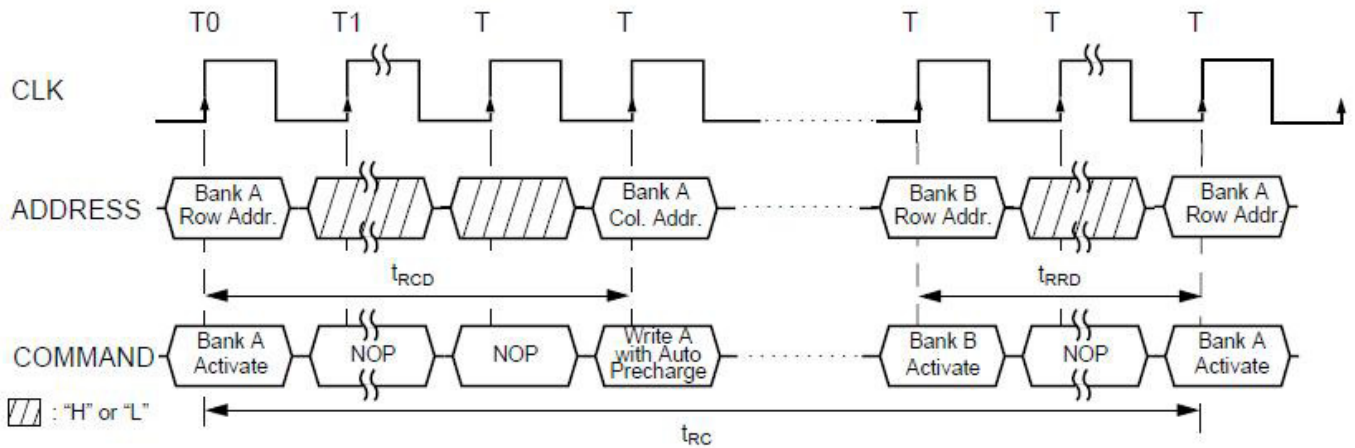 T0 T1 T T T T T
CLK
ADDRESS
Bank A
Row Addr.
Bank A
Col. Addr.
Bank B
Row Addr.
Bank A
Row Addr.
tRCD
tRRD
COMMAND
Bank A
Activate
NOP
NOP
Write A
with Auto
Precharge
Bank B
Activate
NOP
Bank A
Activate
: “H” or “L”
tRC